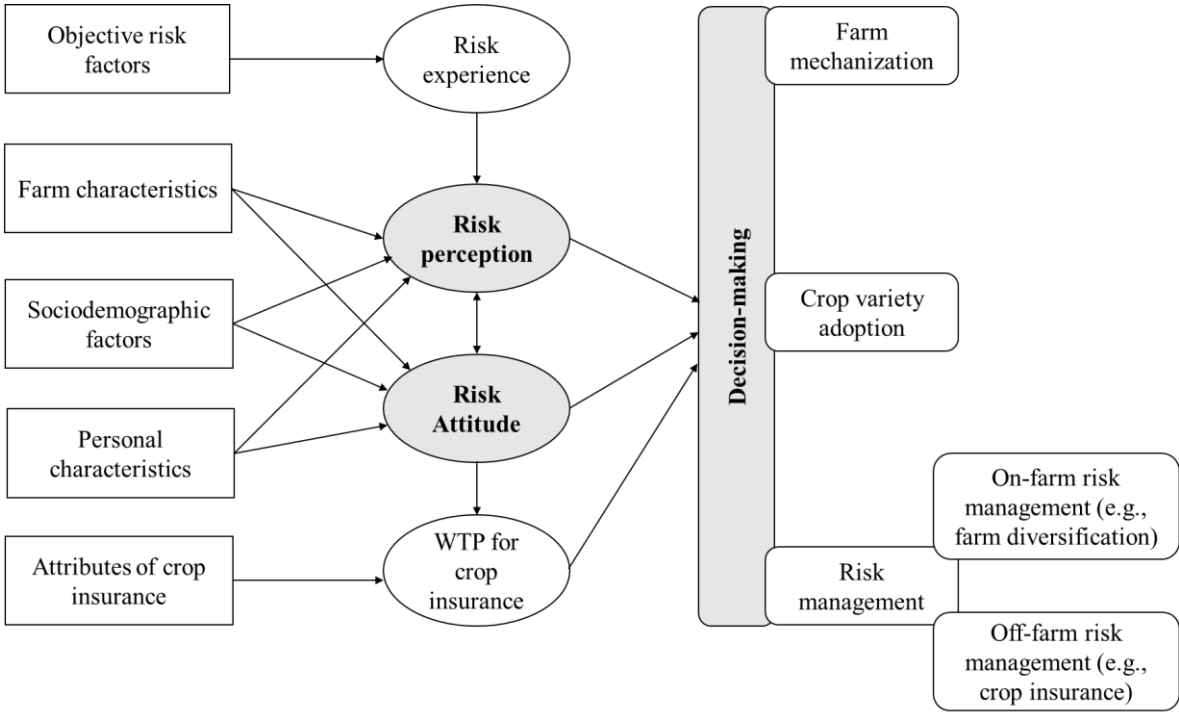 Objective risk
factors
Risk
experience
Farm
mechanization
Farm characteristics
Risk
perception
Sociodemographic
factors
Decision-making
Crop variety
adoption
Risk
Attitude
Personal
characteristics
On-farm risk
management (e.g.,
farm diversification)
Attributes of crop
insurance
WTP for
crop
insurance
Risk
management
Off-farm risk
management (e.g.,
crop insurance)